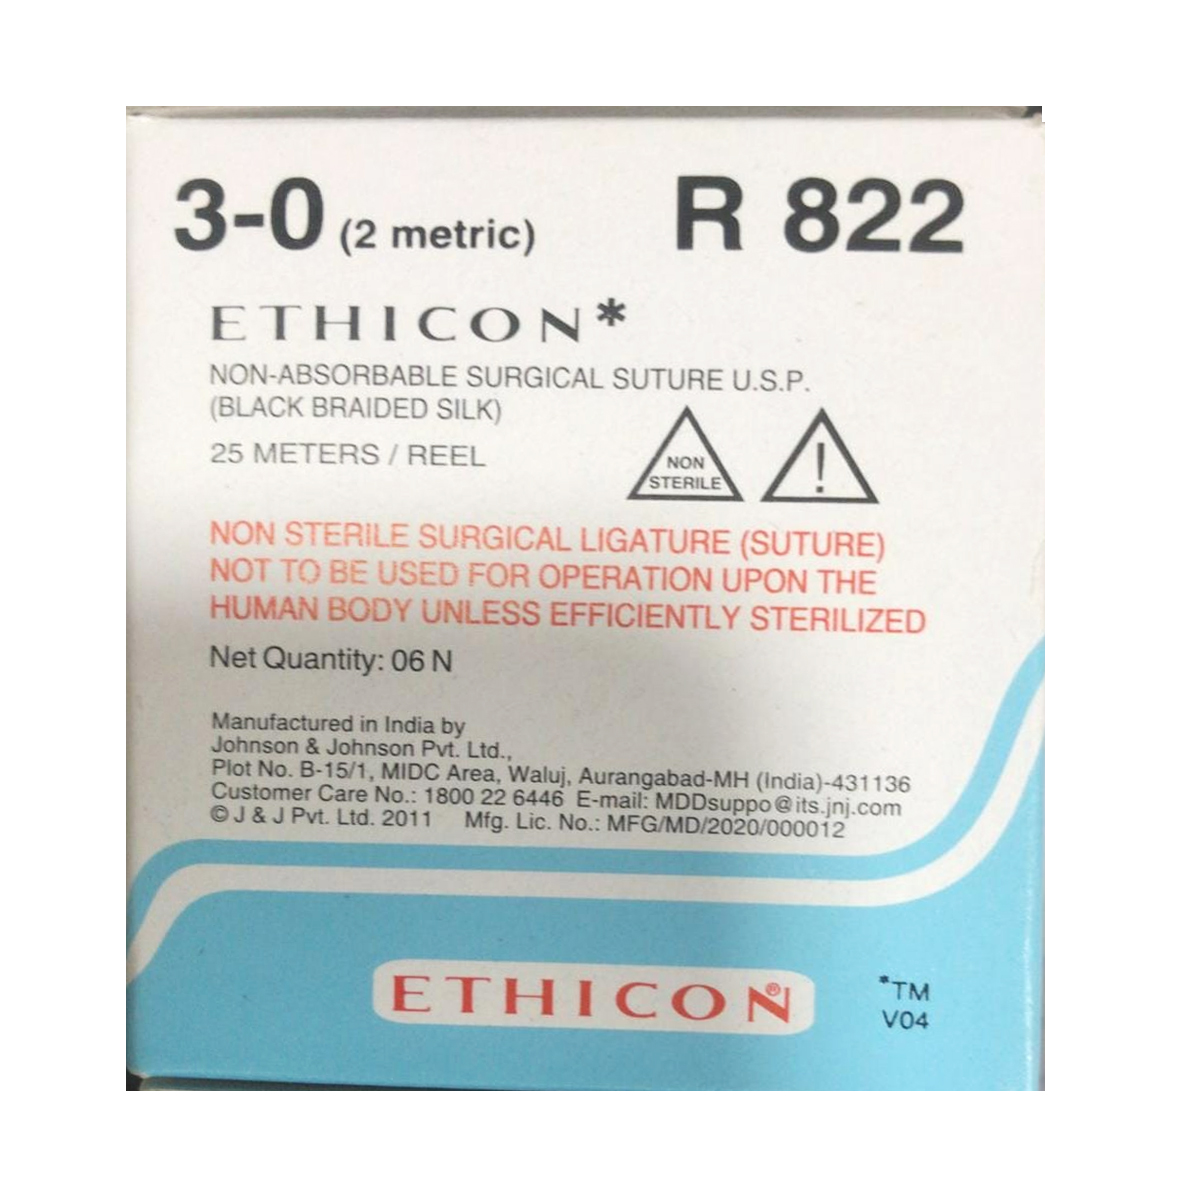 3-0 (2 metric) R 822
ETHICON*
NON-ABSORBABLE SURGICAL SUTURE U.S.P.
(BLACK BRAIDED SILK)
25 METERS / REEL
NON
STERILE
!
NON STERILE SURGICAL LIGATURE (SUTURE)
NOT TO BE USED FOR OPERATION UPON THE
HUMAN BODY UNLESS EFFICIENTLY STERILIZED
Net Quantity: 06 N
Manufactured in India by
Johnson & Johnson Pvt. Ltd.,
Plot No. B-15/1, MIDC Area, Waluj, Aurangabad-MH (India)-431136
Customer Care No.: 1800 22 6446 E-mail: MDDsuppo@its.jnj.com
© J & J Pvt. Ltd. 2011 Mfg. Lic. No.: MFG/MD/2020/000012
ETHICON®
*TM
V04